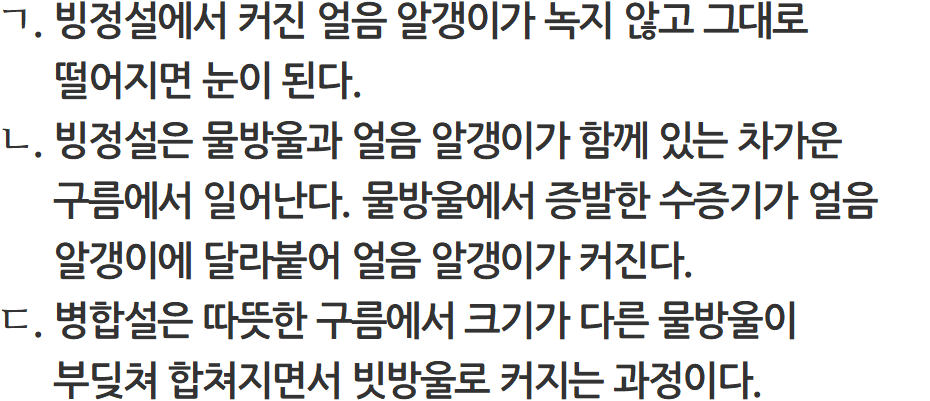 ㄱ. 빙정설에서 커진 얼음 알갱이가 녹지 않고 그대로
떨어지면 눈이 된다.
ㄴ. 빙정설은 물방울과 얼음 알갱이가 함께 있는 차가운
구름에서 일어난다. 물방울에서 증발한 수증기가 얼음
알갱이에 달라붙어 얼음 알갱이가 커진다.
ㄷ. 병합설은 따뜻한 구름에서 크기가 다른 물방울이
부딪쳐 합쳐지면서 빗방울로 커지는 과정이다.